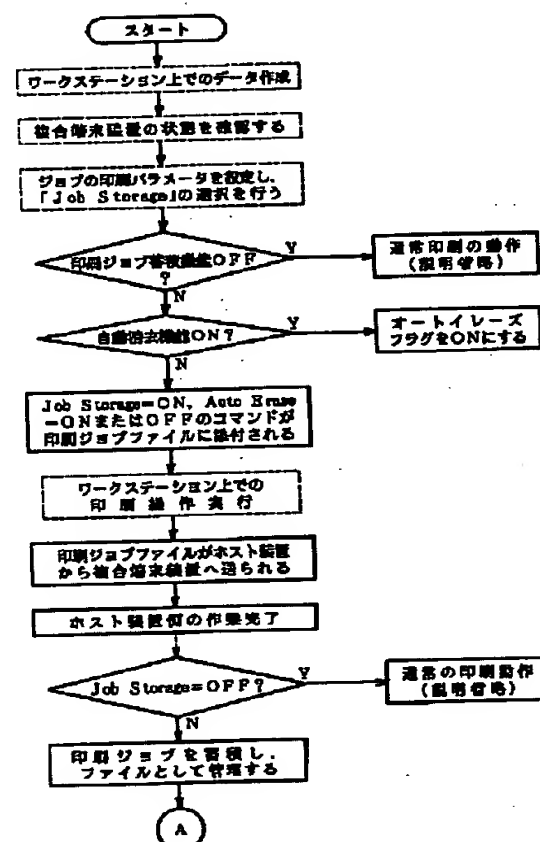 スタート
ワークステーション上でのデータ作成
複合端末装置の状態を確認する
ジョブの印刷パラメータを設定し,
「Job Storage」の選択を行う
印刷ジョブ蓄積機能OFF
?
Y
通常印刷の動作
(説明省略)
N
自動消去機能ON?
Y
オートイレーズ
フラグをONにする
N
Job Storage=ON, Auto Erase
=ONまたはOFFのコマンドが
印刷ジョブファイルに添付される
ワークステーション上での
印刷操作実行
印刷ジョブファイルがホスト装置
から複合端末装置へ送られる
ホスト装置側の作業完了
Job Storage=OFF?
Y
通常の印刷動作
(説明省略)
N
印刷ジョブを蓄積し,
ファイルとして管理する
A